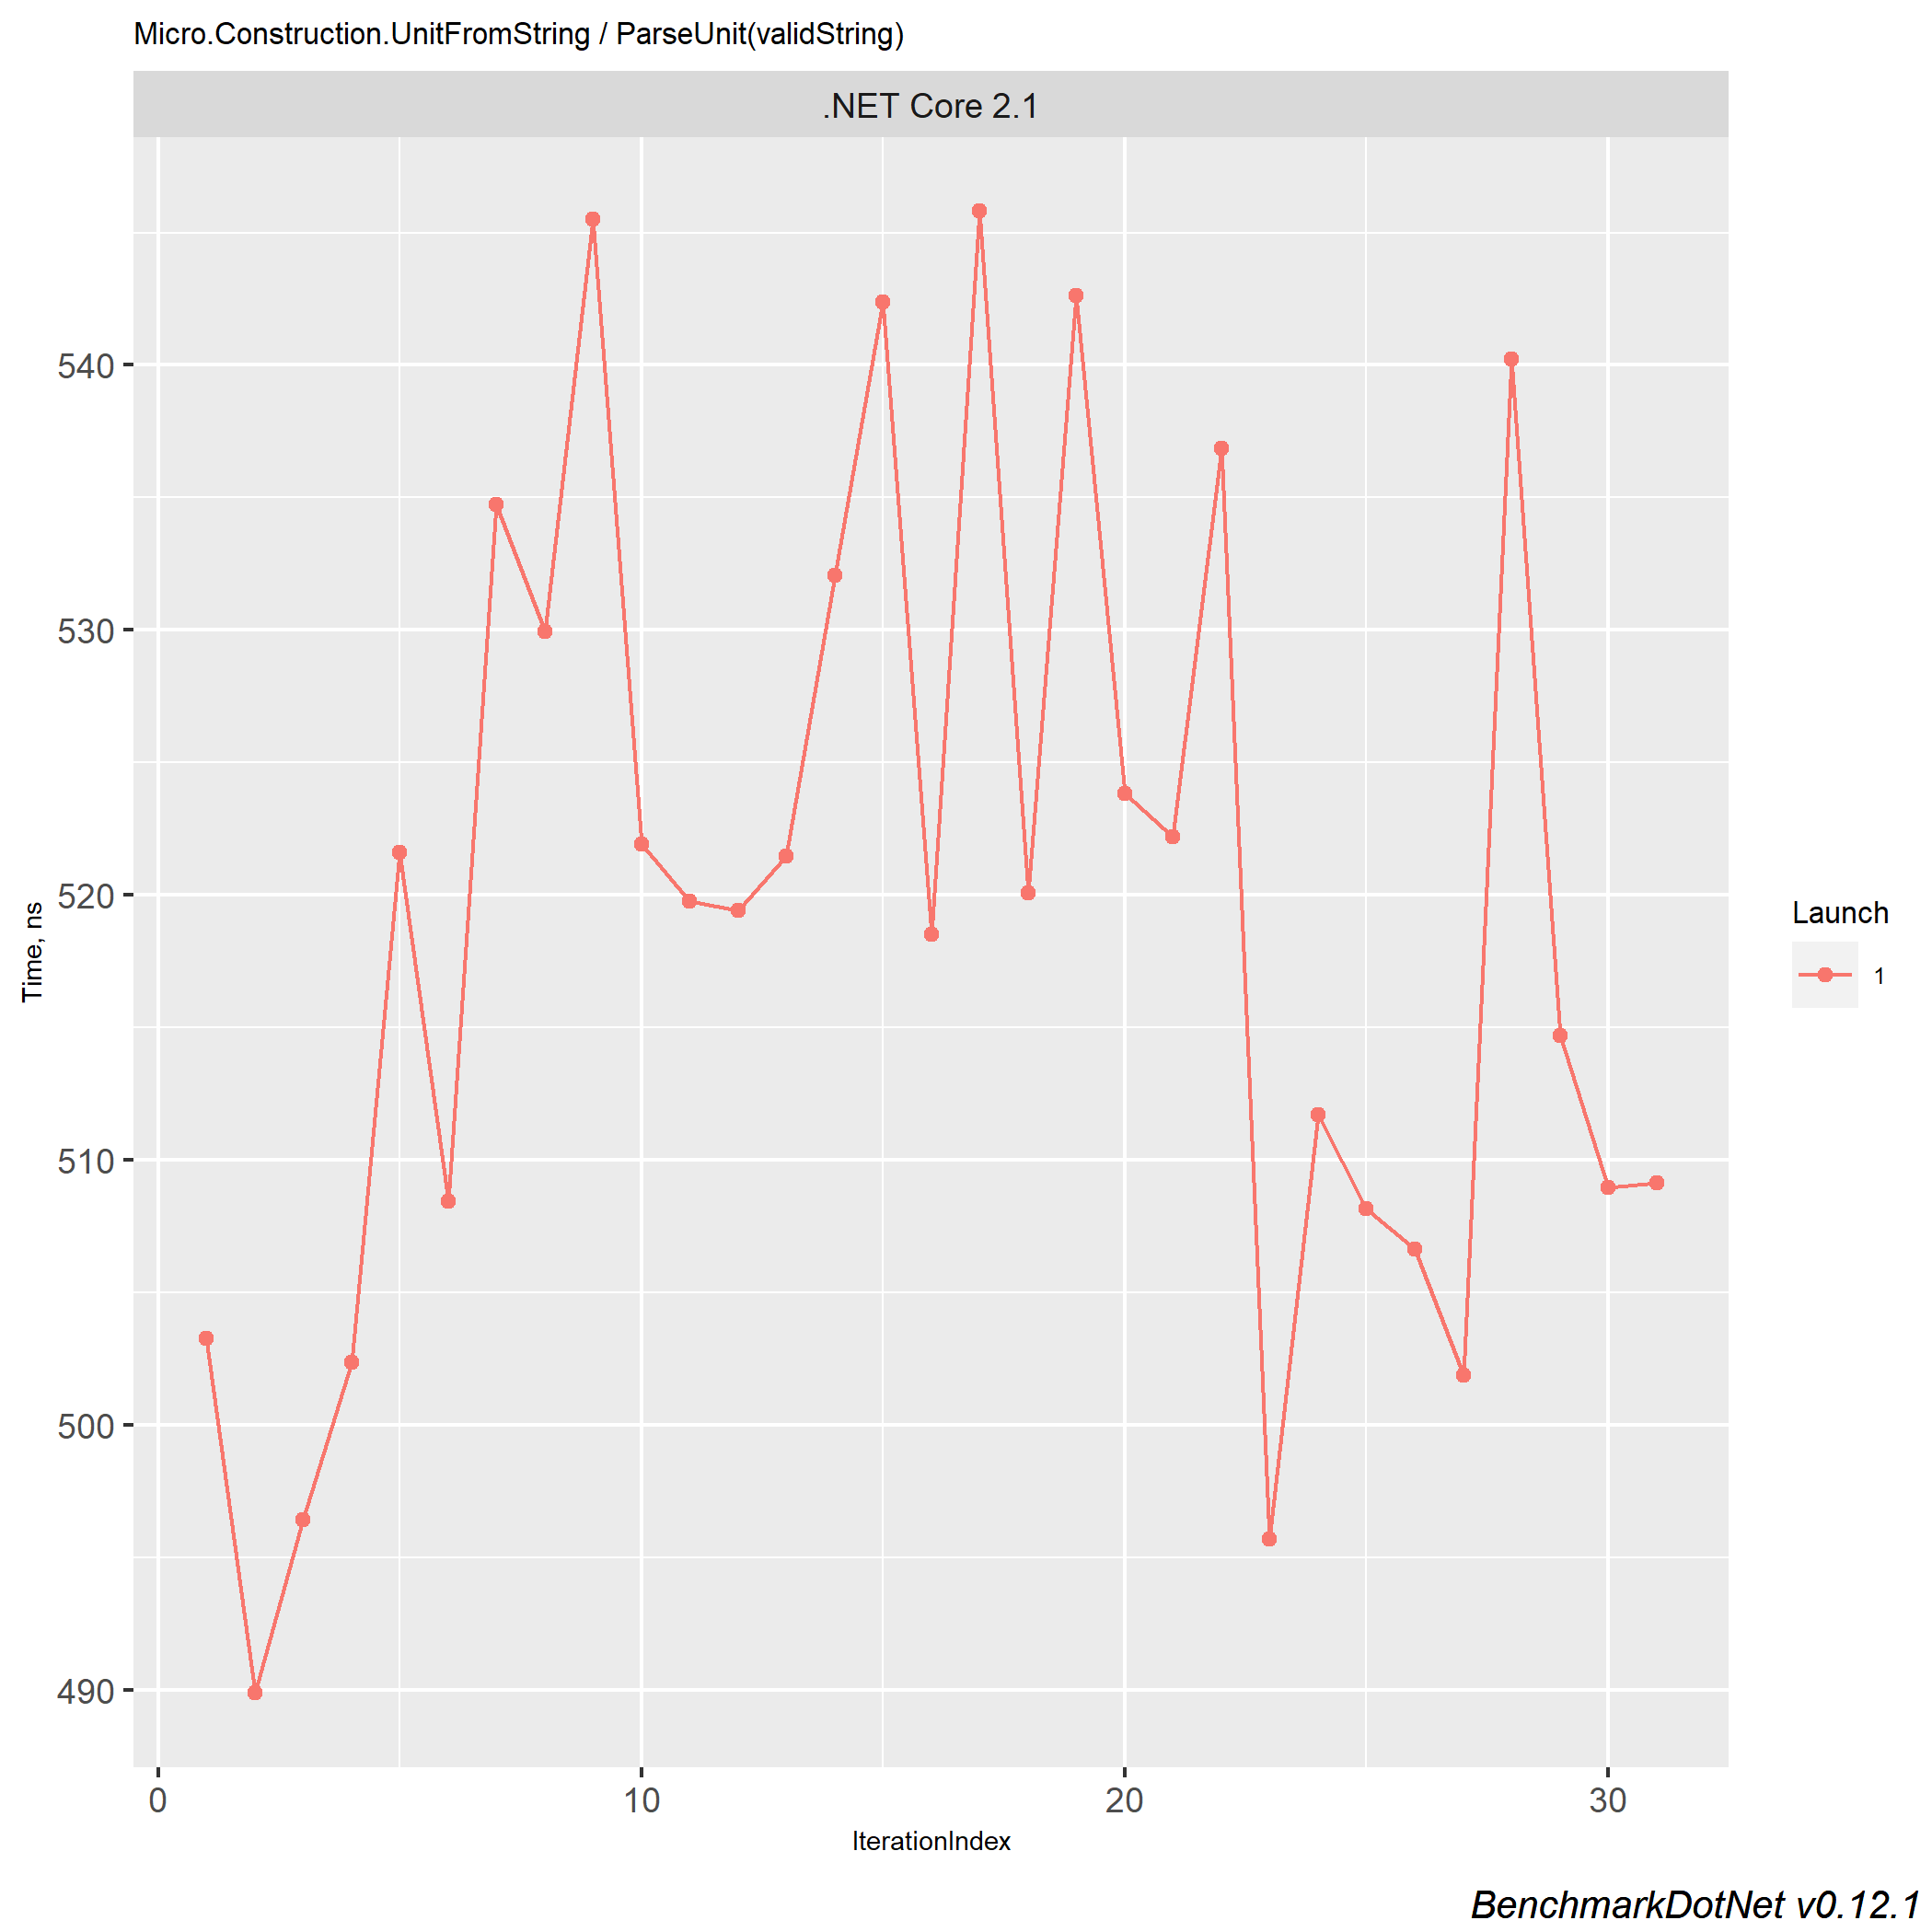 Micro.Construction.UnitFromString / ParseUnit(validString)
.NET Core 2.1
540
530
520
510
500
490
Time, ns
0 10 20 30
IterationIndex
Launch
1
BenchmarkDotNet v0.12.1